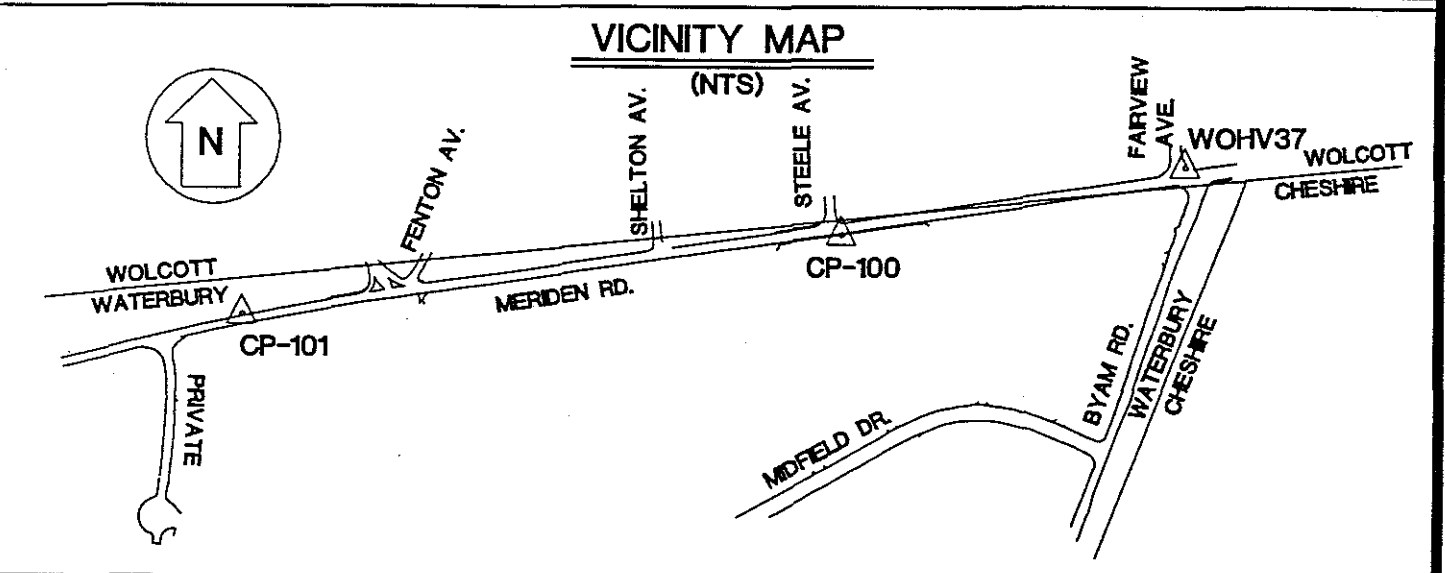 VICINITY MAP
(NTS)
N
FENTON AV.
SHELTON AV.
STEELE AV.
FAIRVIEW
AVE.
WOHV37
WOLCOTT
CHESHIRE
WOLCOTT
WATERBURY
CP-101
MERIDEN RD.
CP-100
PRIVATE
MIDFIELD DR.
BYAM RD.
WATERBURY
CHESHIRE